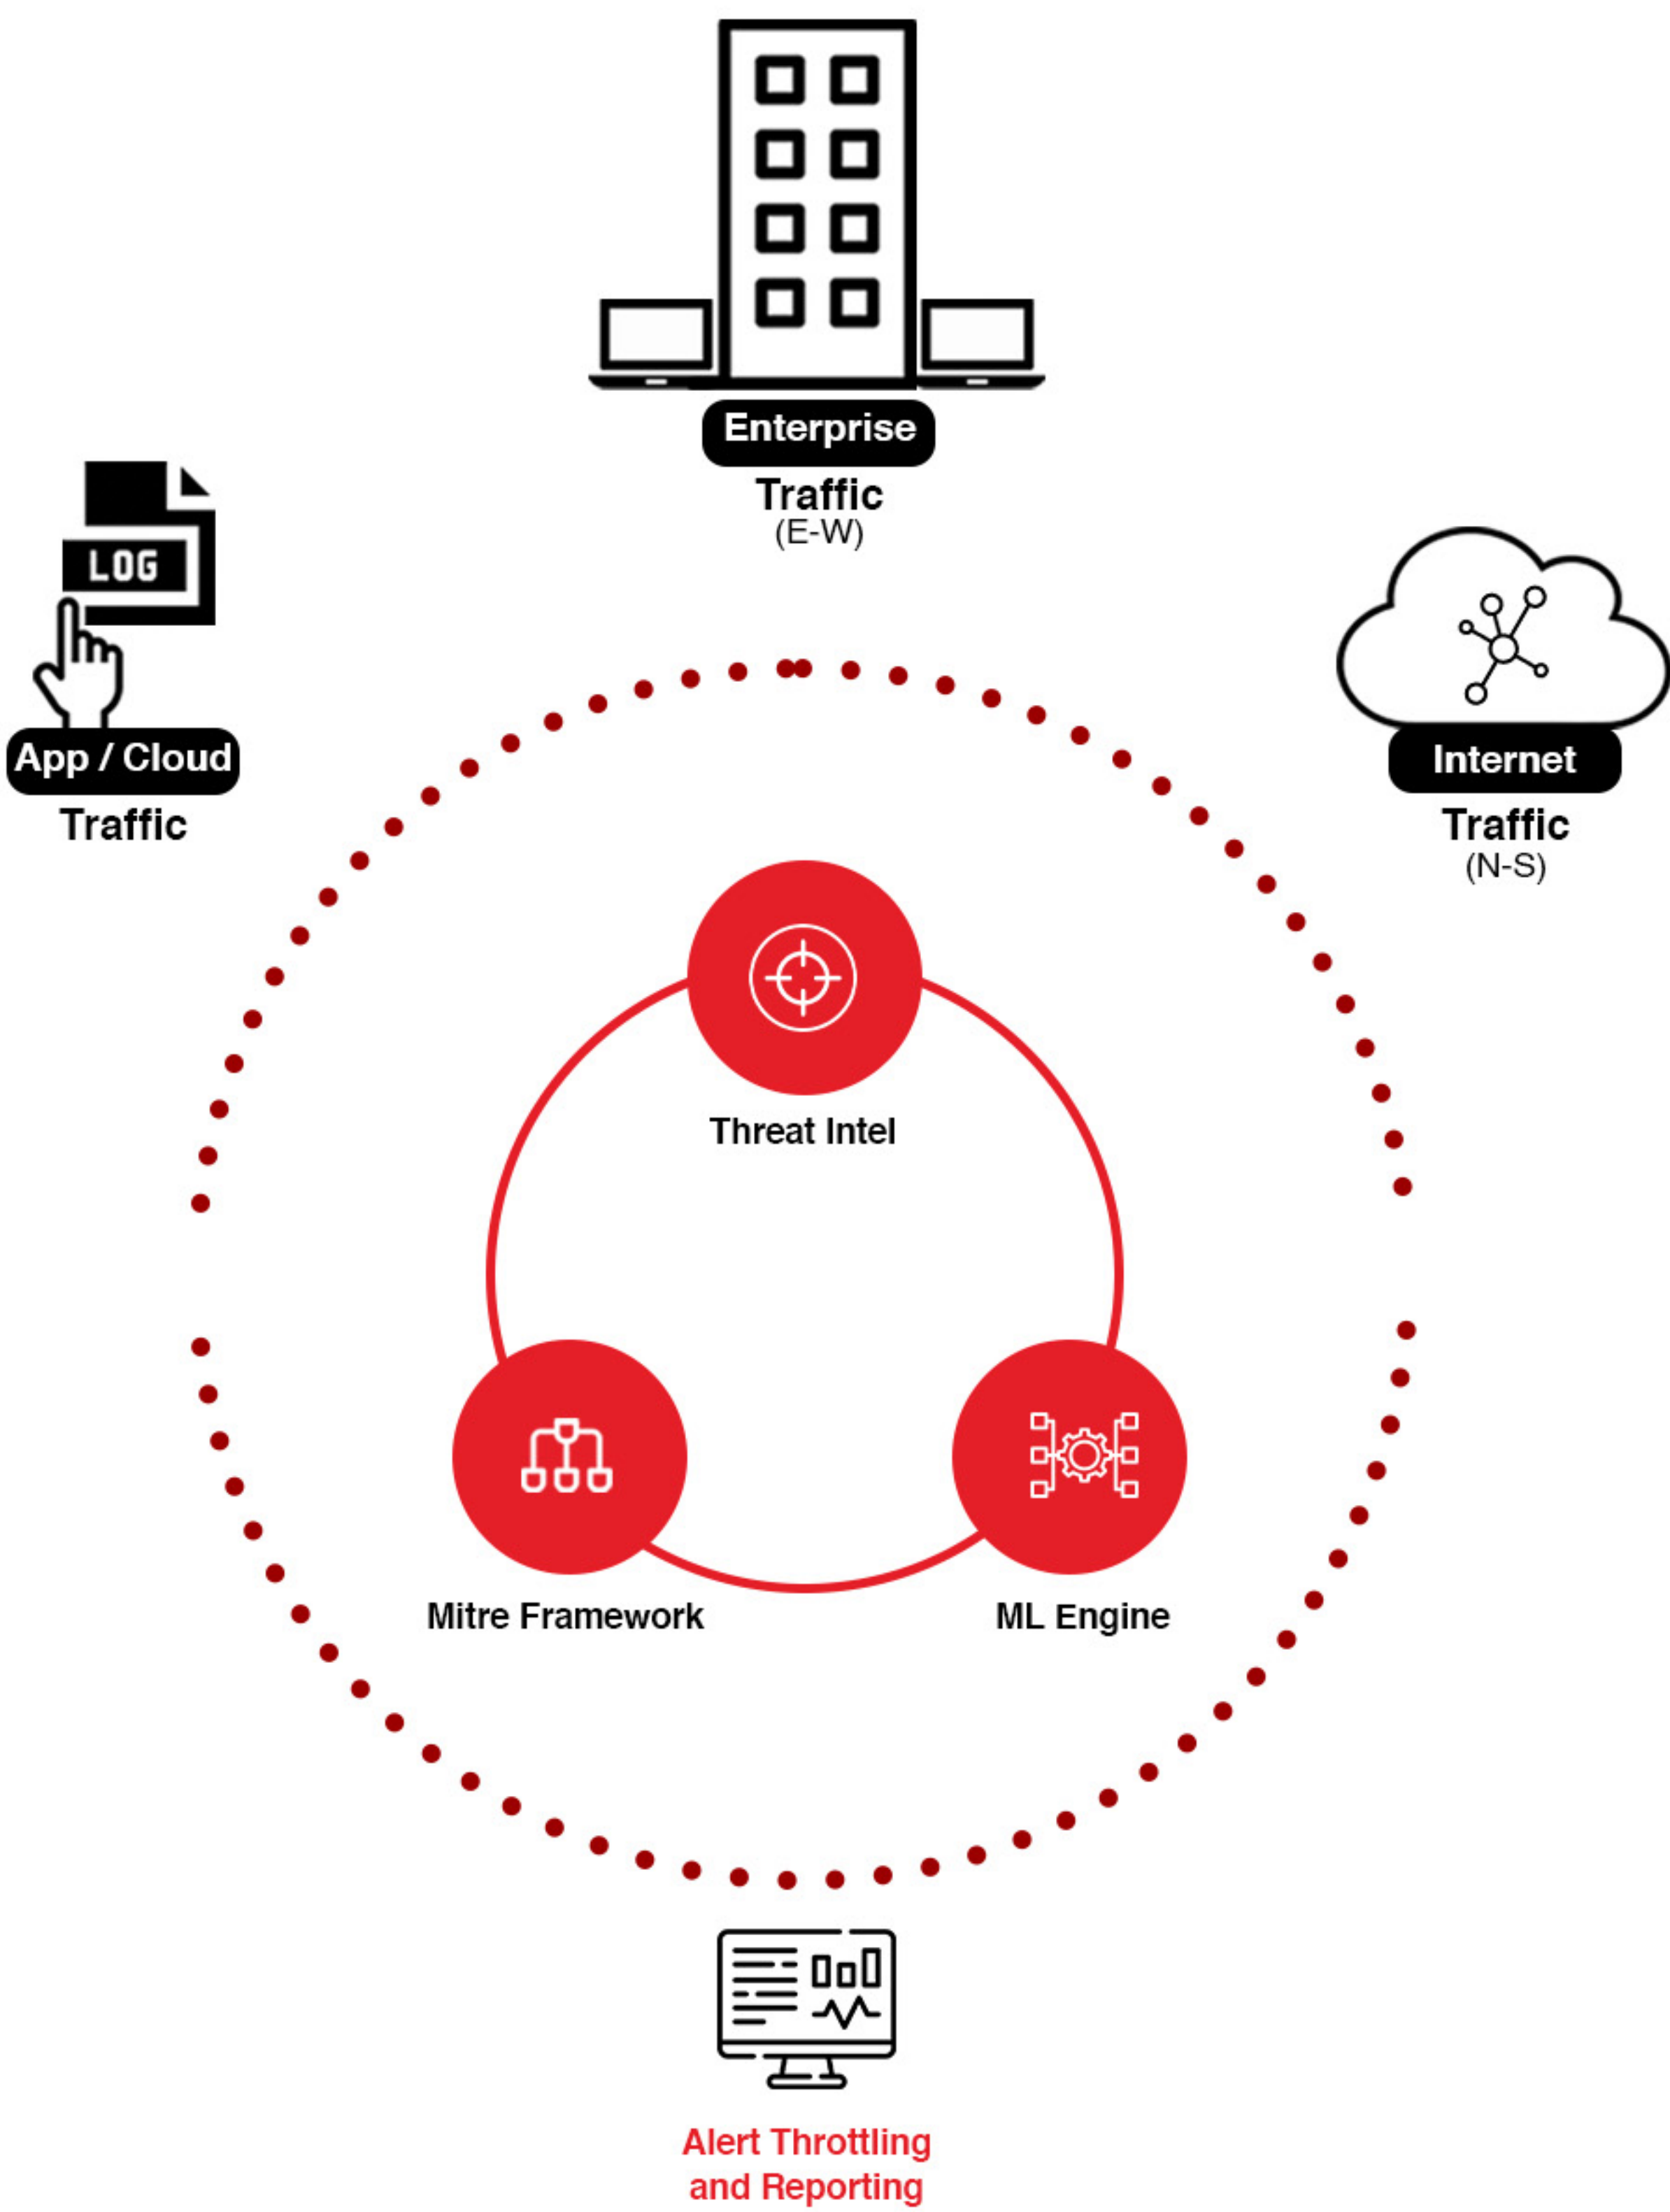 Enterprise
Traffic
(E-W)
LOG
App / Cloud
Traffic
Internet
Traffic
(N-S)
Threat Intel
Mitre Framework
ML Engine
Alert Throttling
and Reporting